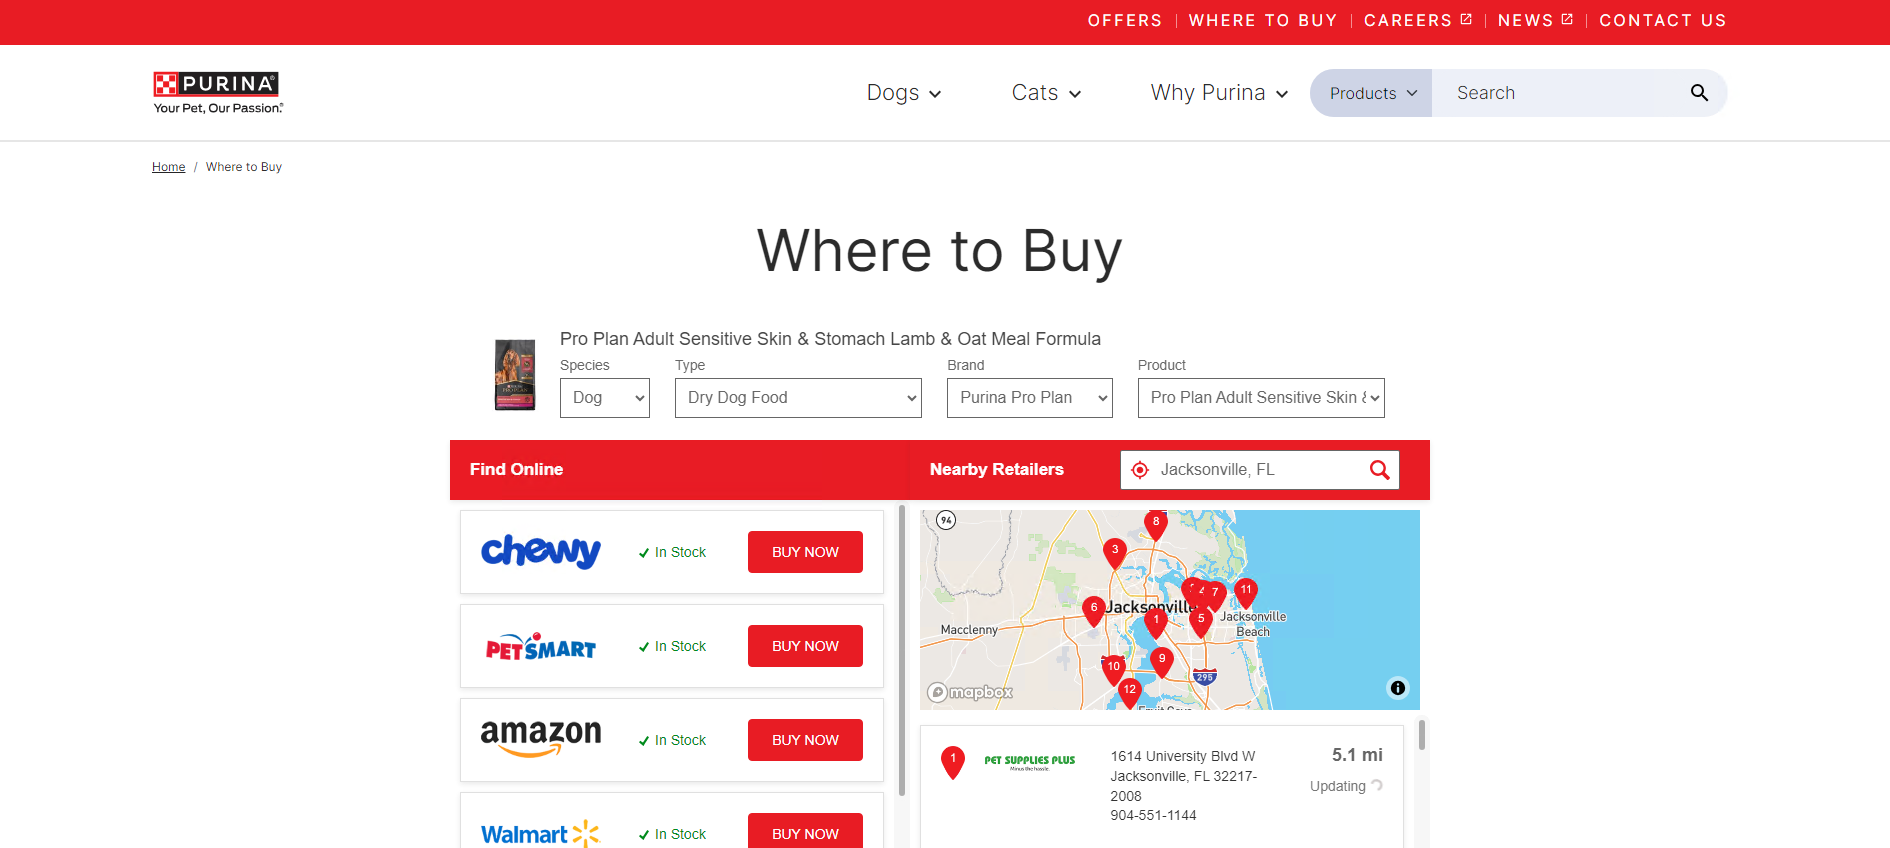 OFFERS WHERE TO BUY CAREERS NEWS CONTACT US
PURINA
Your Pet, Our Passion.®
Dogs Cats Why Purina Products Search
Home / Where to Buy
Where to Buy
Pro Plan Adult Sensitive Skin & Stomach Lamb & Oat Meal Formula
Species Type Brand Product
Dog Dry Dog Food Purina Pro Plan Pro Plan Adult Sensitive Skin &
Find Online
chewy In Stock BUY NOW
PETSMART In Stock BUY NOW
amazon In Stock BUY NOW
Walmart In Stock BUY NOW
Nearby Retailers Jacksonville, FL
94
8
3
7
11
6
Jacksonville
1
5
Jacksonville
Beach
Macclenny
9
10
295
12
mapbox
1
PET SUPPLIES PLUS
Minus the hassle.
1614 University Blvd W
Jacksonville, FL 32217-
2008
904-551-1144
5.1 mi
Updating